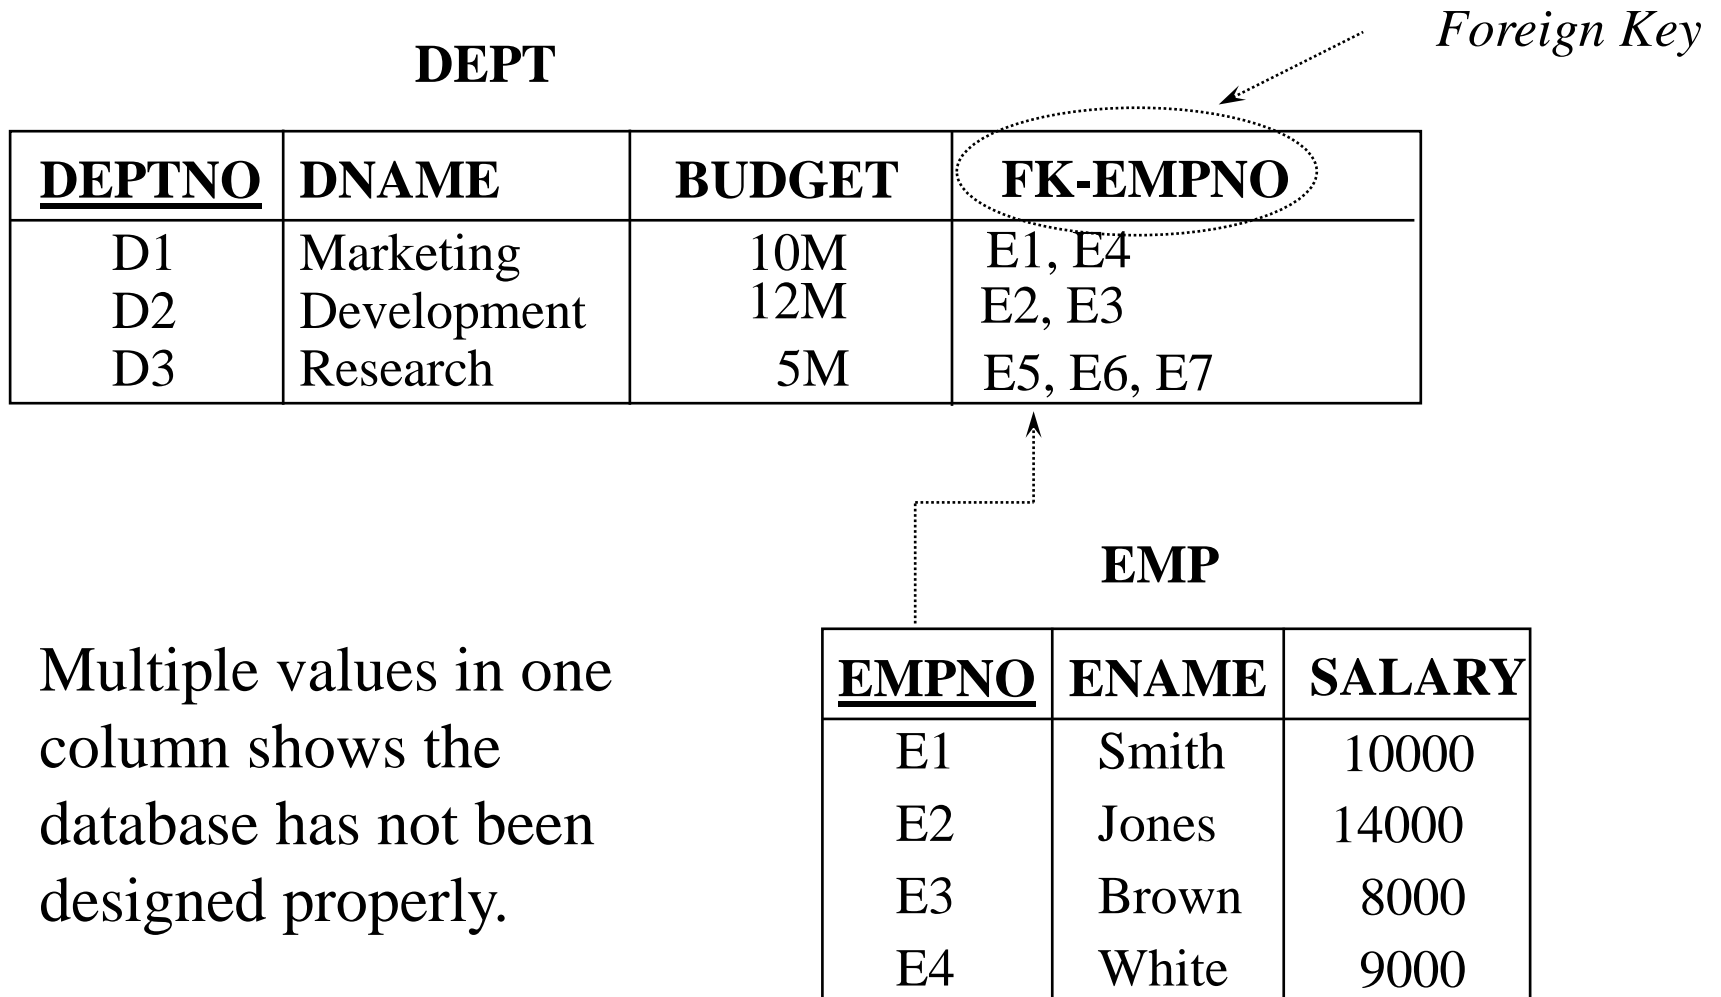 Foreign Key
DEPT
DEPTNO DNAME BUDGET FK-EMPNO
D1 Marketing 10M E1, E4
D2 Development 12M E2, E3
D3 Research 5M E5, E6, E7
EMP
Multiple values in one
column shows the
database has not been
designed properly.
EMPNO ENAME SALARY
E1 Smith 10000
E2 Jones 14000
E3 Brown 8000
E4 White 9000